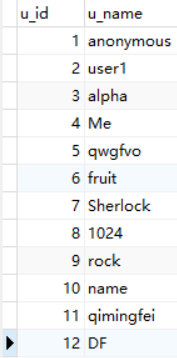 u_id u_name
1 anonymous
2 user1
3 alpha
4 Me
5 qwgfvo
6 fruit
7 Sherlock
8 1024
9 rock
10 name
11 qimingfei
12 DF